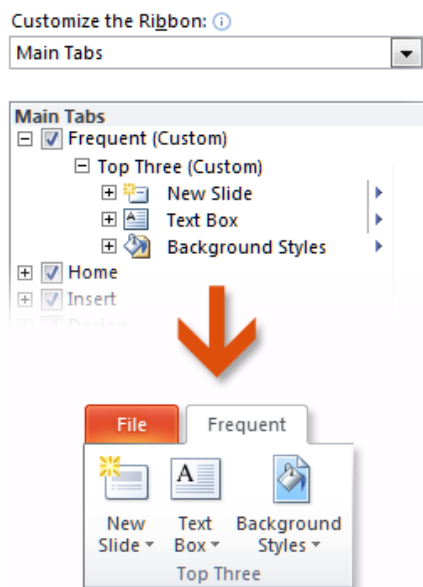 Customize the Ribbon:
Main Tabs
Main Tabs
Frequent (Custom)
Top Three (Custom)
New Slide
Text Box
Background Styles
Home
Insert
Design
File Frequent
A
New Text Background
Slide Box Styles
Top Three